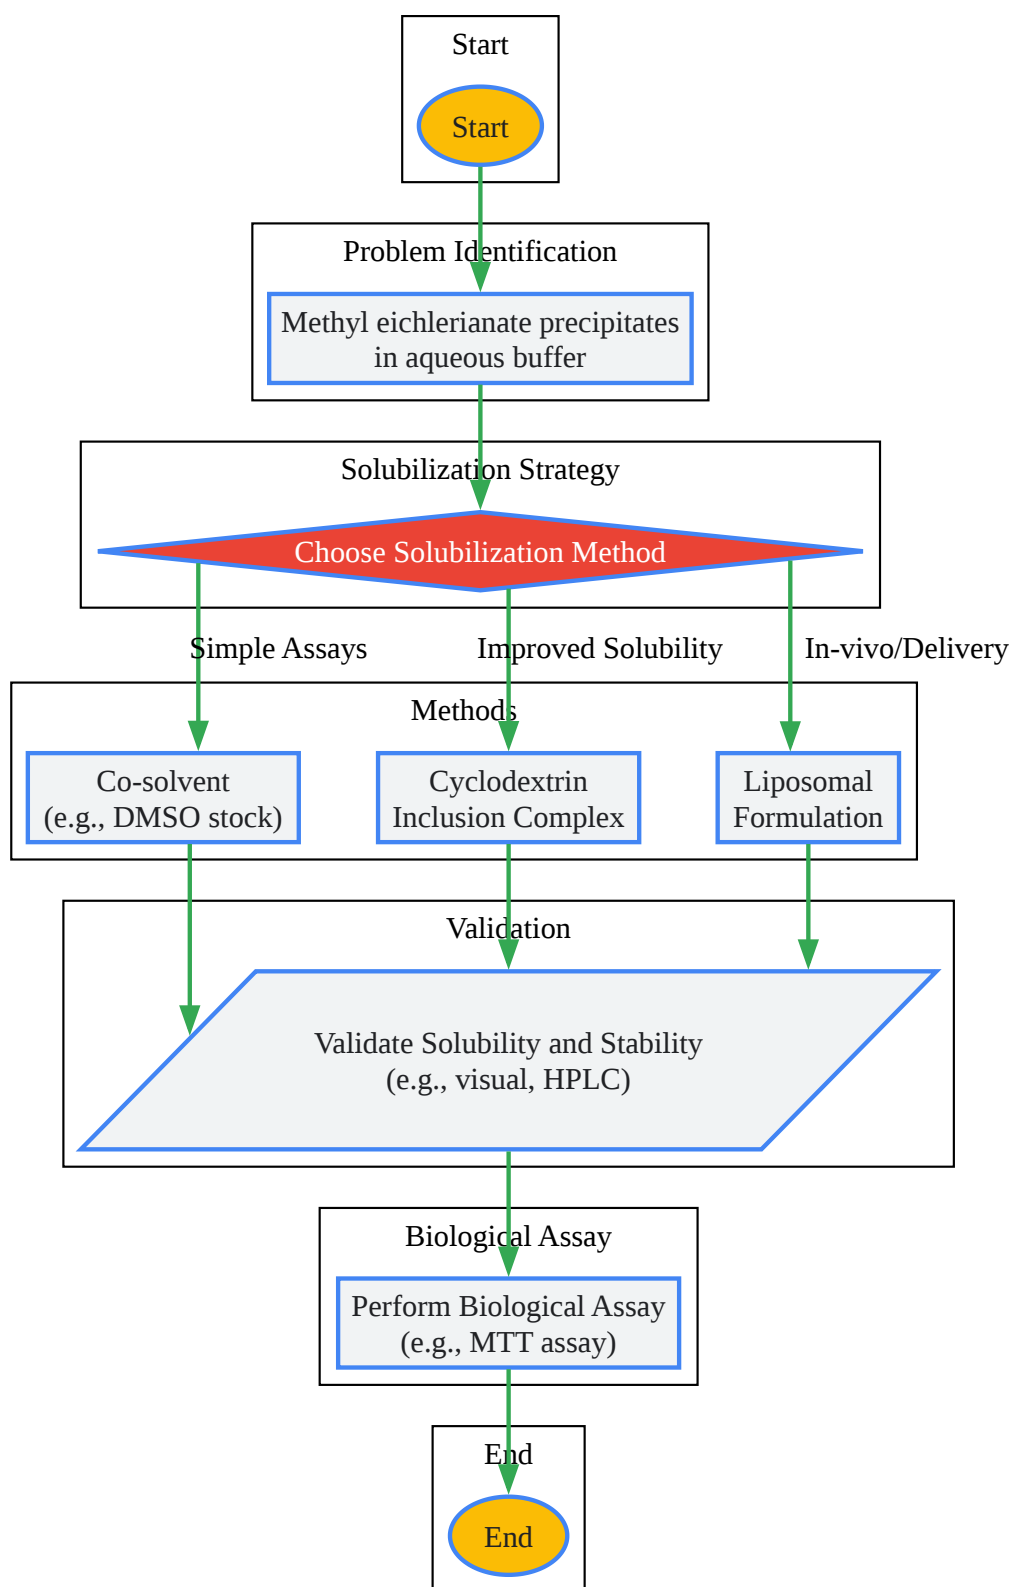 Start
Start
Problem Identification
Methyl eichlerianate precipitates
in aqueous buffer
Solubilization Strategy
Choose Solubilization Method
Simple Assays
Improved Solubility
In-vivo/Delivery
Methods
Co-solvent
(e.g., DMSO stock)
Cyclodextrin
Inclusion Complex
Liposomal
Formulation
Validation
Validate Solubility and Stability
(e.g., visual, HPLC)
Biological Assay
Perform Biological Assay
(e.g., MTT assay)
End
End